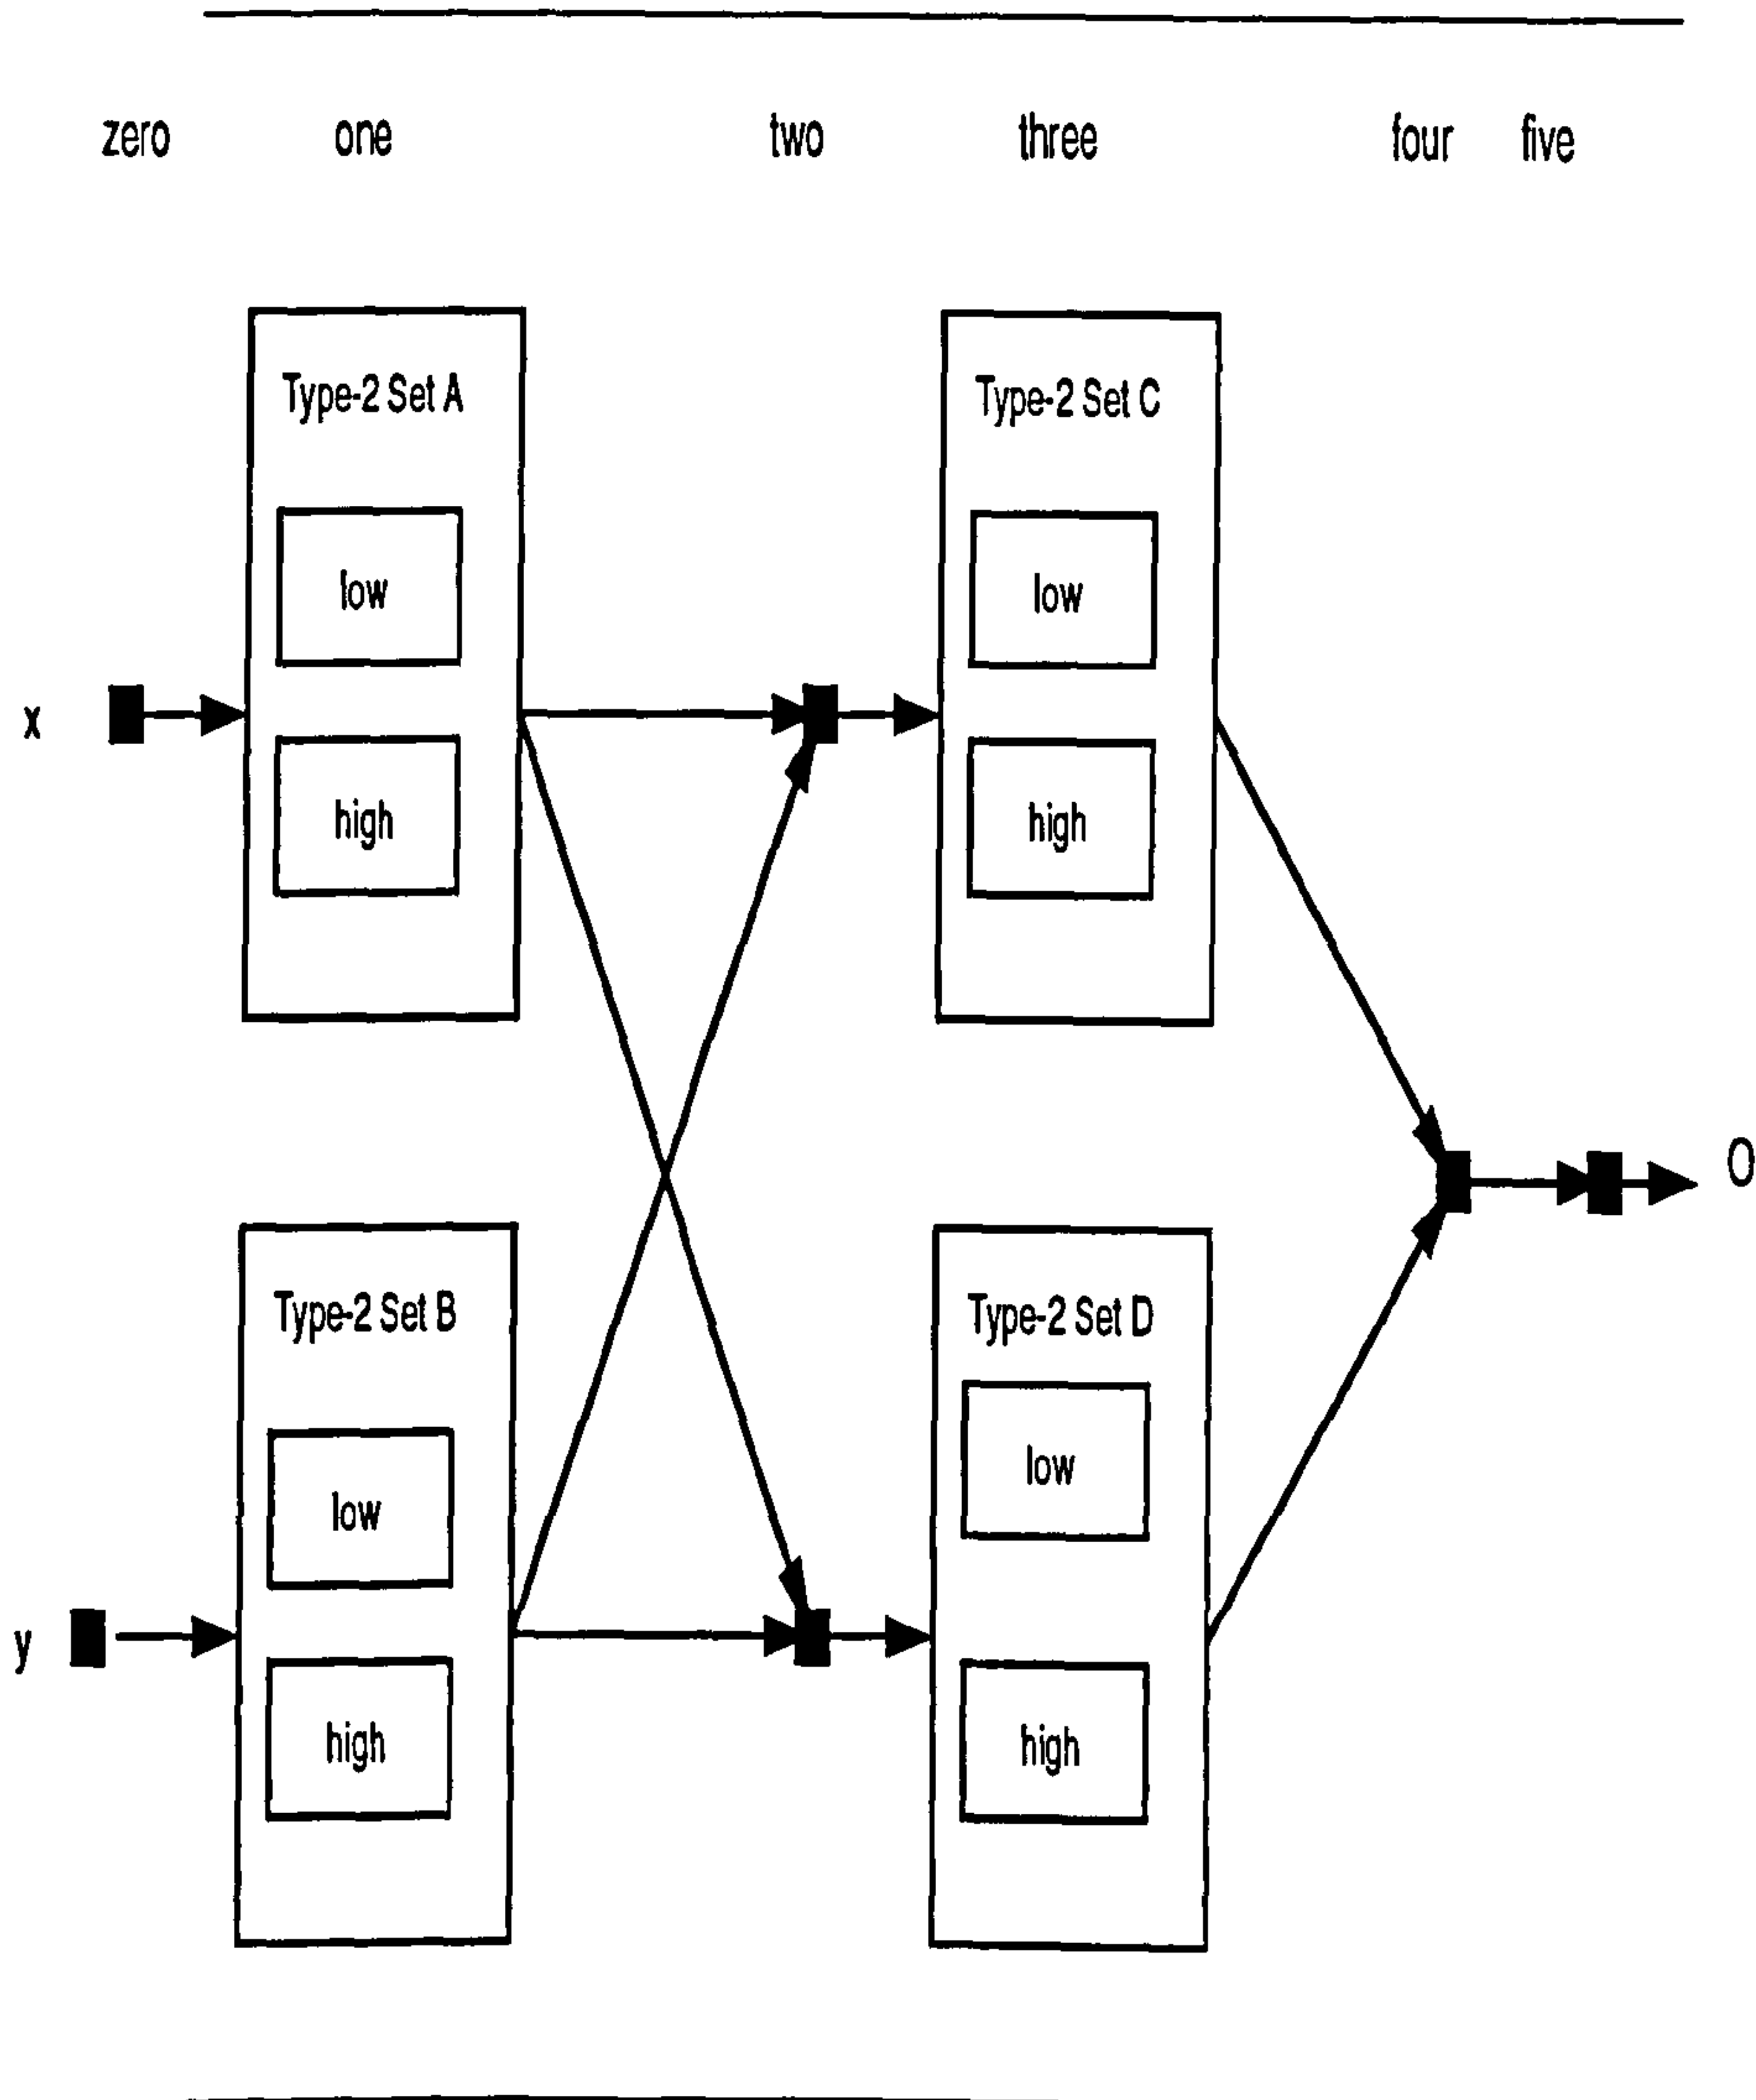 zero one two three four five
Type-2 Set A
low
x
high
Type-2 Set C
low
high
O
Type-2 Set B
low
y
high
Type-2 Set D
low
high